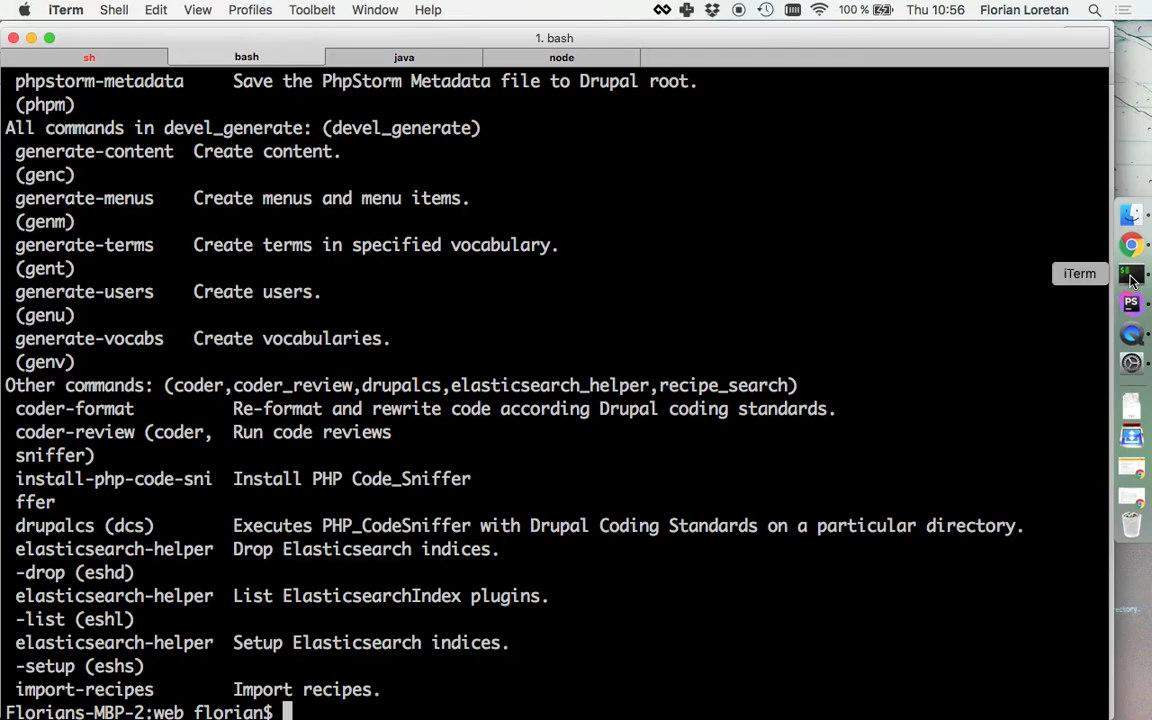 iTerm Shell Edit View Profiles Toolbelt Window Help 100 % Thu 10:56 Florian Loretan
1. bash
sh bash java node
phpstorm-metadata Save the PhpStorm Metadata file to Drupal root.
(phpm)
All commands in devel_generate: (devel_generate)
generate-content Create content.
(genc)
generate-menus Create menus and menu items.
(genm)
generate-terms Create terms in specified vocabulary.
(gent)
iTerm
generate-users Create users.
(genu)
PS
generate-vocabs Create vocabularies.
(genv)
Other commands: (coder,coder_review,drupalcs,elasticsearch_helper,recipe_search)
coder-format Re-format and rewrite code according Drupal coding standards.
coder-review (coder, Run code reviews
sniffer)
install-php-code-sni Install PHP Code_Sniffer
ffer
drupalcs (dcs) Executes PHP_CodeSniffer with Drupal Coding Standards on a particular directory.
elasticsearch-helper Drop Elasticsearch indices.
-drop (eshd)
elasticsearch-helper List ElasticsearchIndex plugins.
-list (eshl)
elasticsearch-helper Setup Elasticsearch indices.
-setup (eshs)
import-recipes Import recipes.
Florians-MBP-2:web florian$